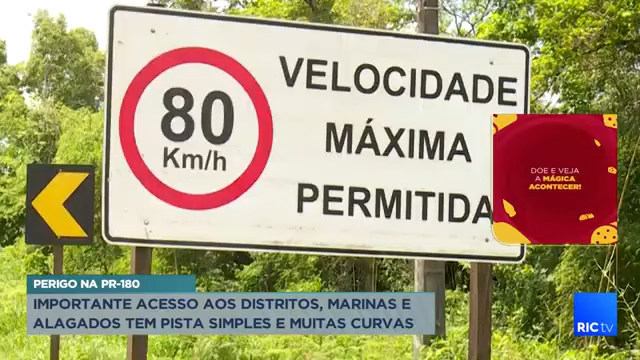 80
Km/h
VELOCIDADE
MÁXIMA
PERMITIDA
DOE E VEJA
A MÁGICA
ACONTECER!
PERIGO NA PR-180
IMPORTANTE ACESSO AOS DISTRITOS, MARINAS E
ALAGADOS TEM PISTA SIMPLES E MUITAS CURVAS
RIC tv